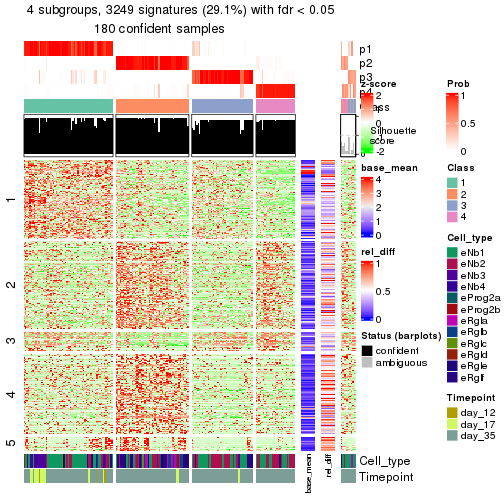 4 subgroups, 3249 signatures (29.1%) with fdr < 0.05
180 confident samples
p1
p2
p3
p4
Class
Silhouette
score
1
2
3
4
5
Cell_type
Timepoint
base_mean
rel_diff
z-score
2
1
0
-1
-2
base_mean
4
3
2
1
0
rel_diff
1
0.5
0
Status (barplots)
confident
ambiguous
Prob
1
0.5
0
Class
1
2
3
4
Cell_type
eNb1
eNb2
eNb3
eNb4
eProg2a
eProg2b
eRgla
eRglb
eRglc
eRgld
eRgle
eRglf
Timepoint
day_12
day_17
day_35